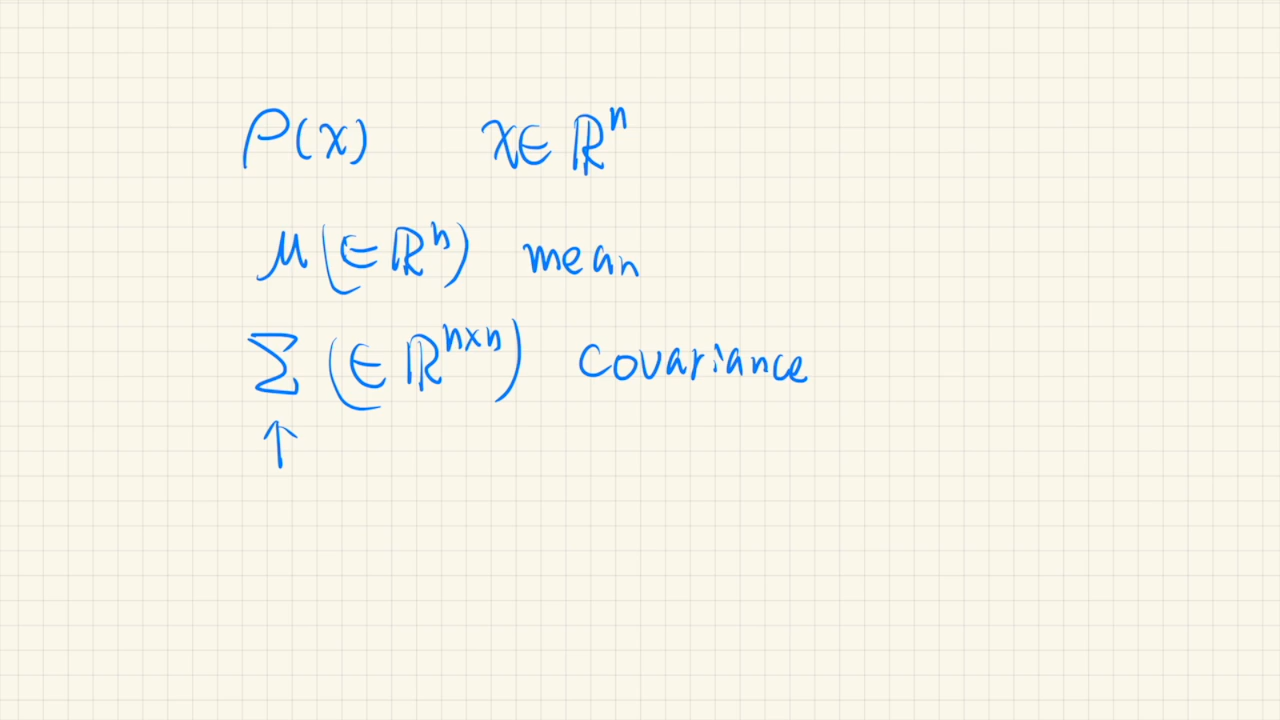 P(x) x ∈ ℝⁿ
μ (∈ ℝⁿ) mean
Σ (∈ ℝⁿˣⁿ) covariance
↑